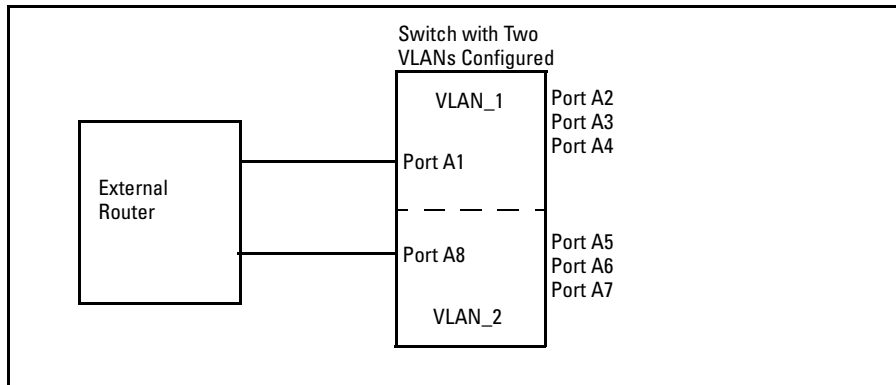 Switch with Two
VLANs Configured
VLAN_1
Port A2
Port A3
Port A4
Port A1
External
Router
Port A8
Port A5
Port A6
Port A7
VLAN_2